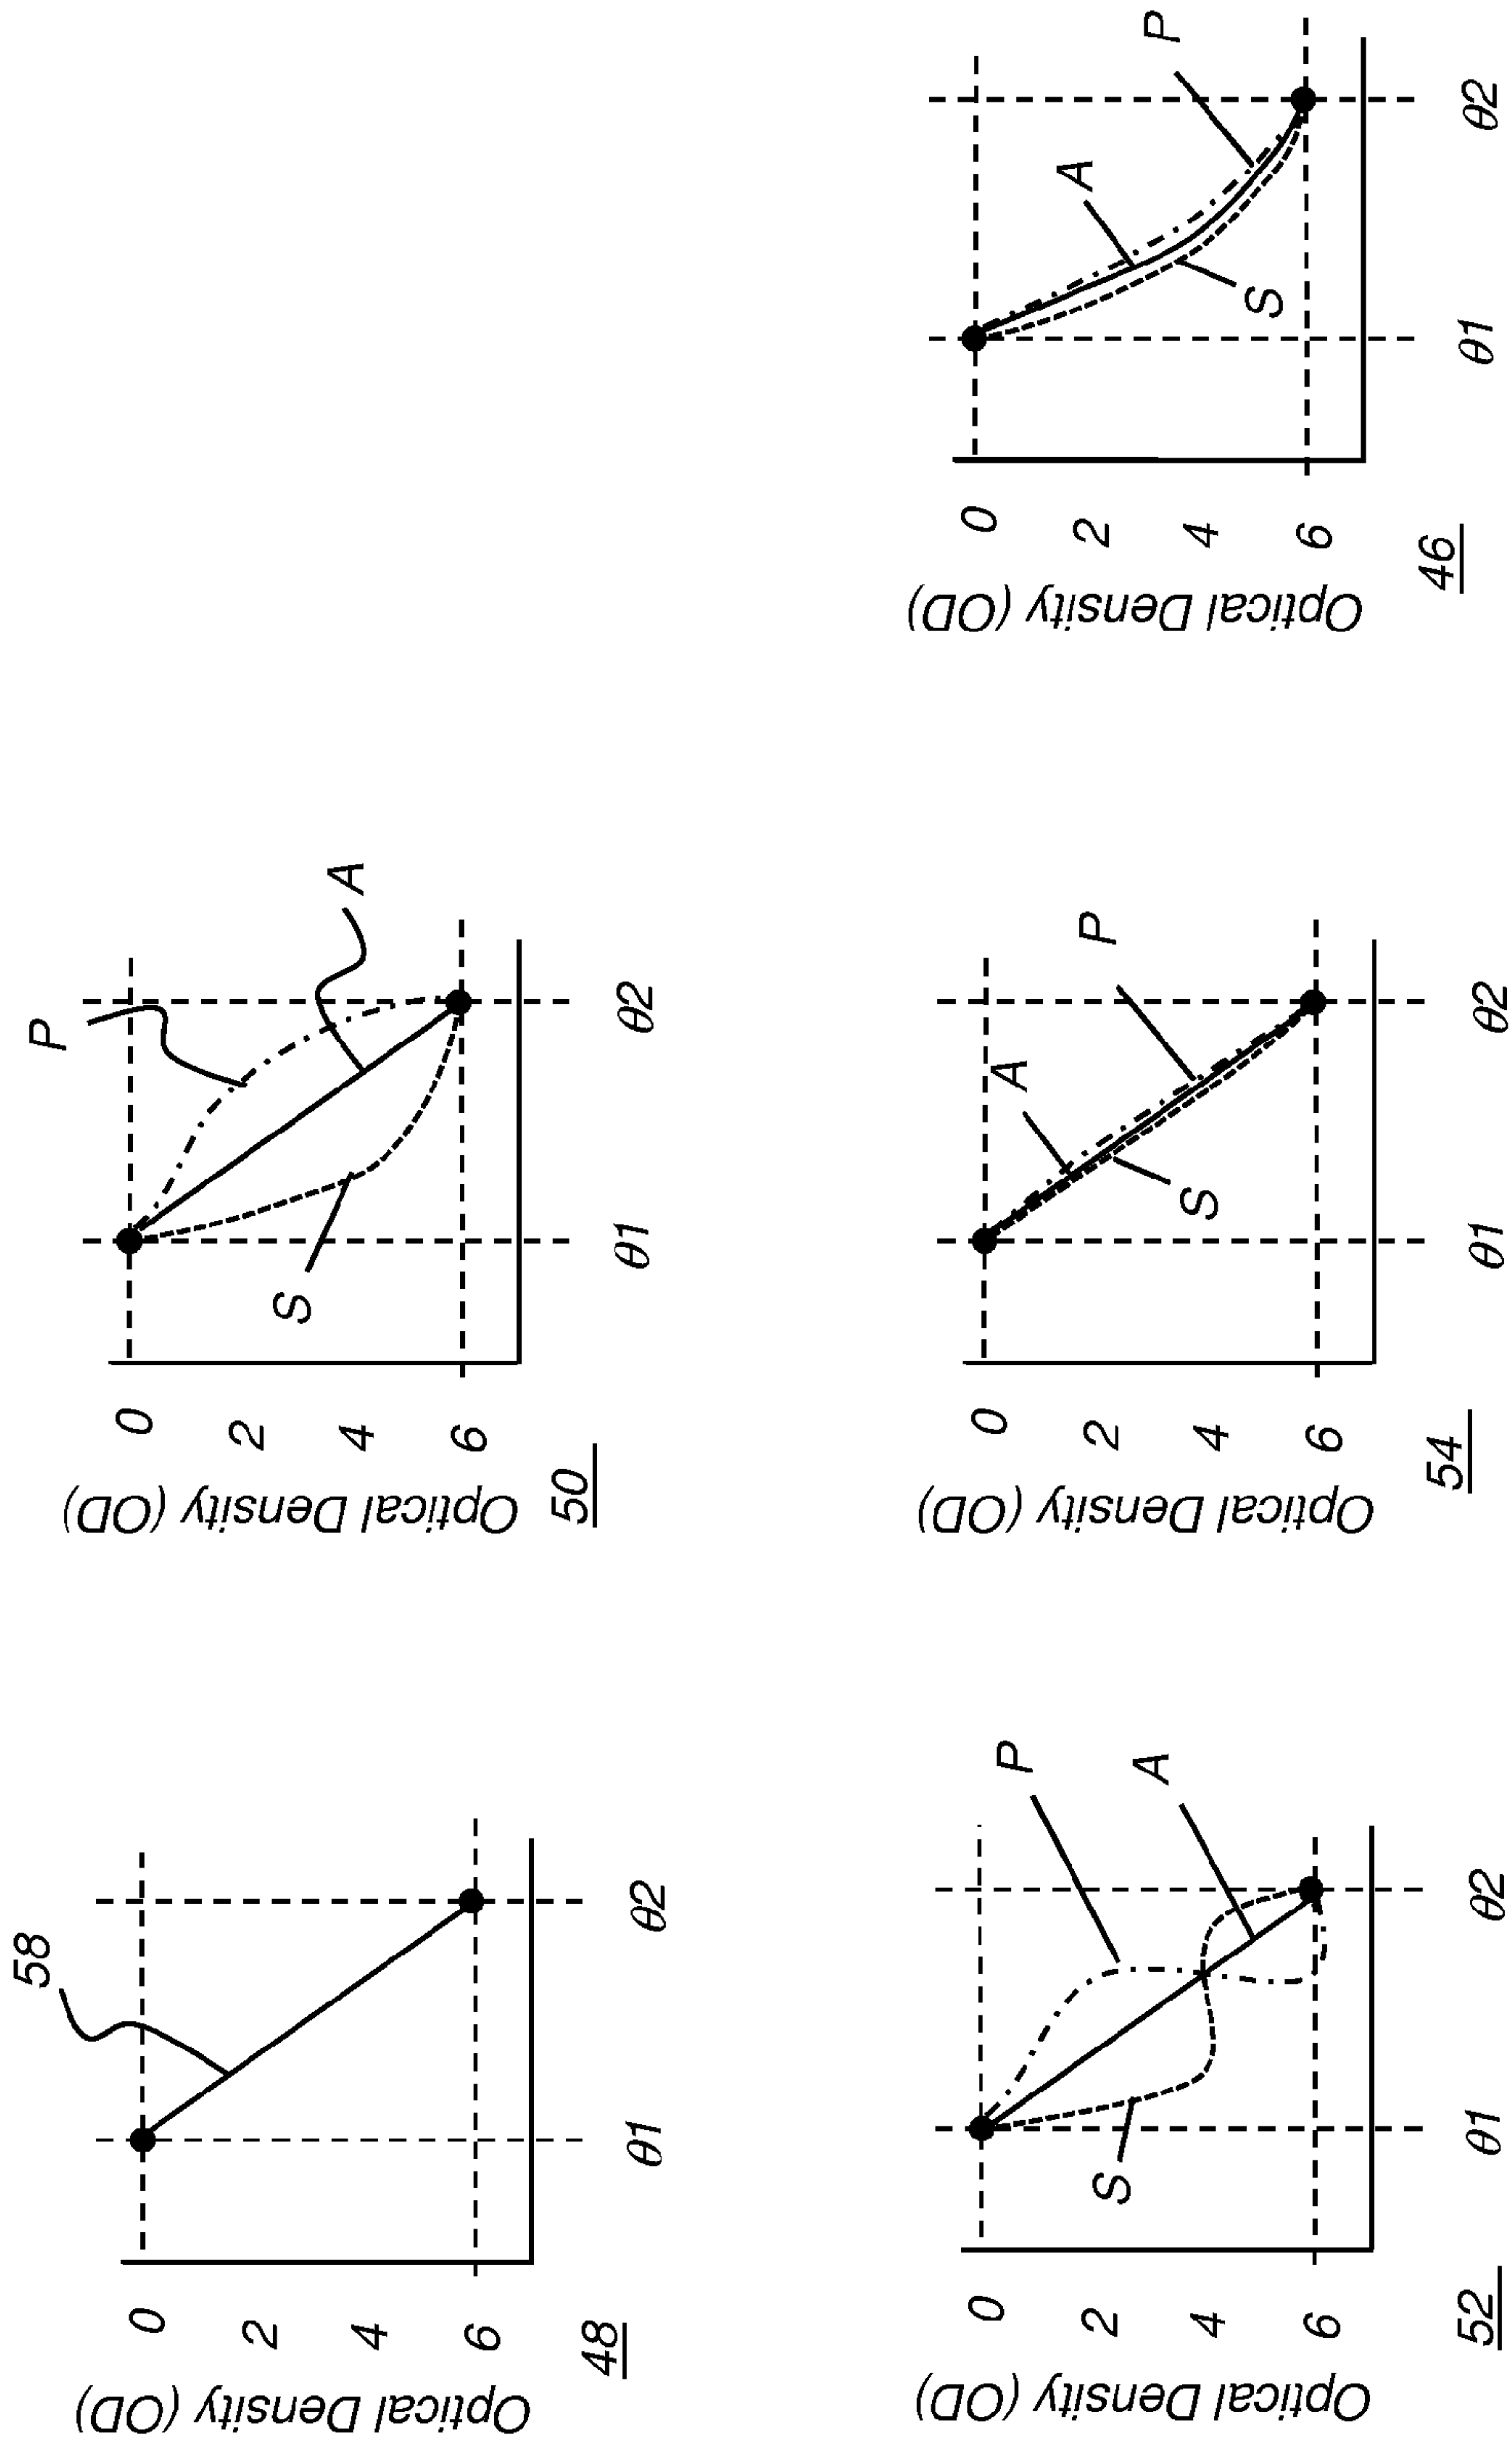 Optical Density (OD)
0
2
4
6
58
θ1
θ2
48
Optical Density (OD)
0
2
4
6
P
A
S
θ1
θ2
50
Optical Density (OD)
0
2
4
6
P
A
S
θ1
θ2
52
Optical Density (OD)
0
2
4
6
A
P
S
θ1
θ2
54
Optical Density (OD)
0
2
4
6
A
P
S
θ1
θ2
46